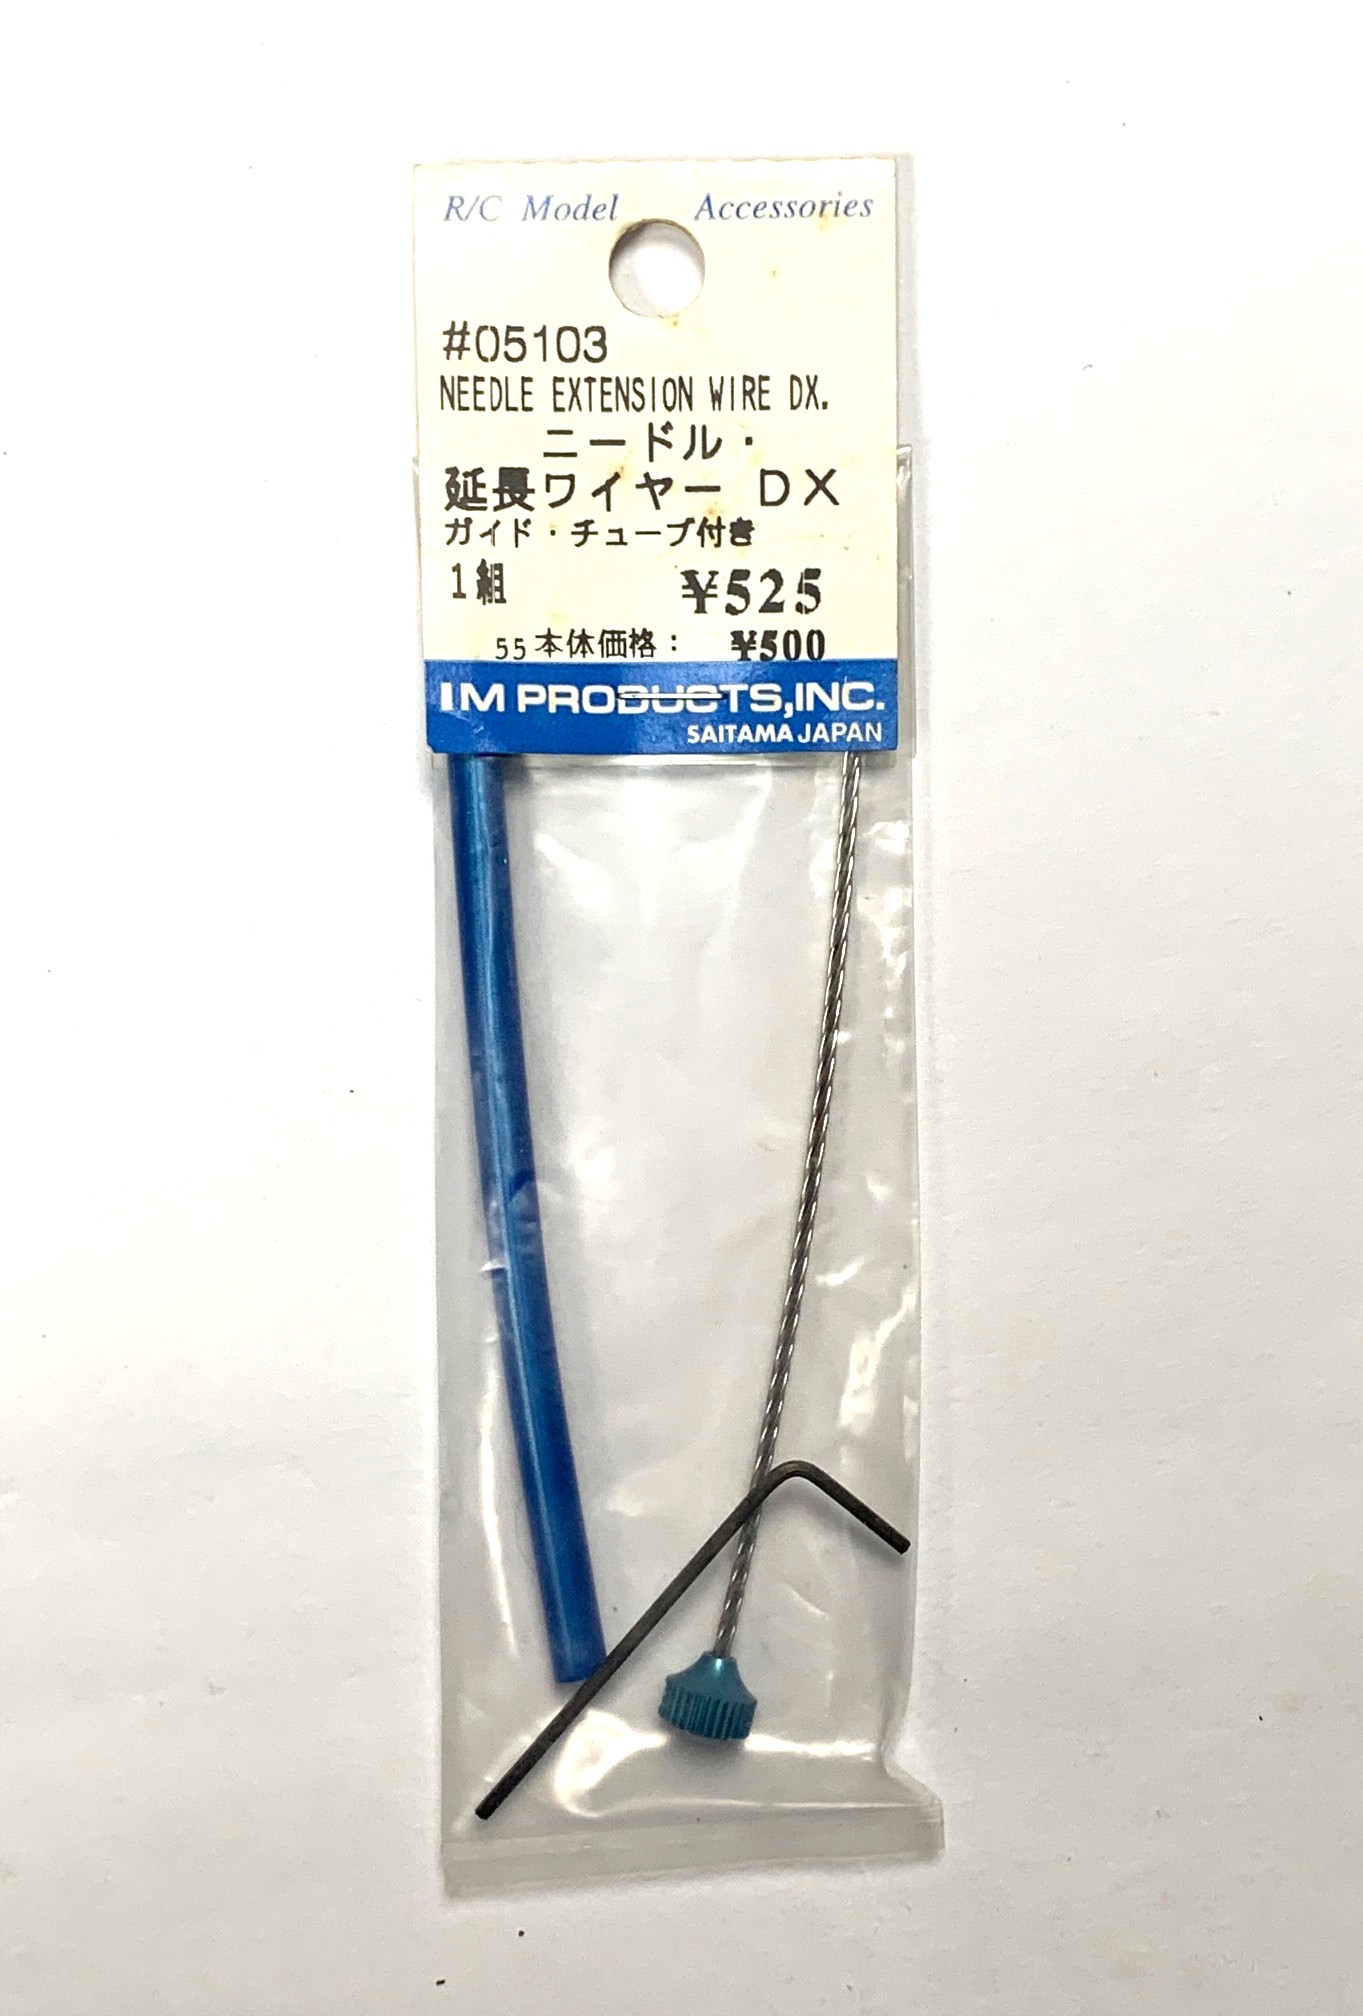 R/C Model Accessories
#05103
NEEDLE EXTENSION WIRE DX.
ニードル・
延長ワイヤー DX
ガイド・チューブ付き
1組 ¥525
55本体価格: ¥500
IM PRODUCTS,INC.
SAITAMA JAPAN